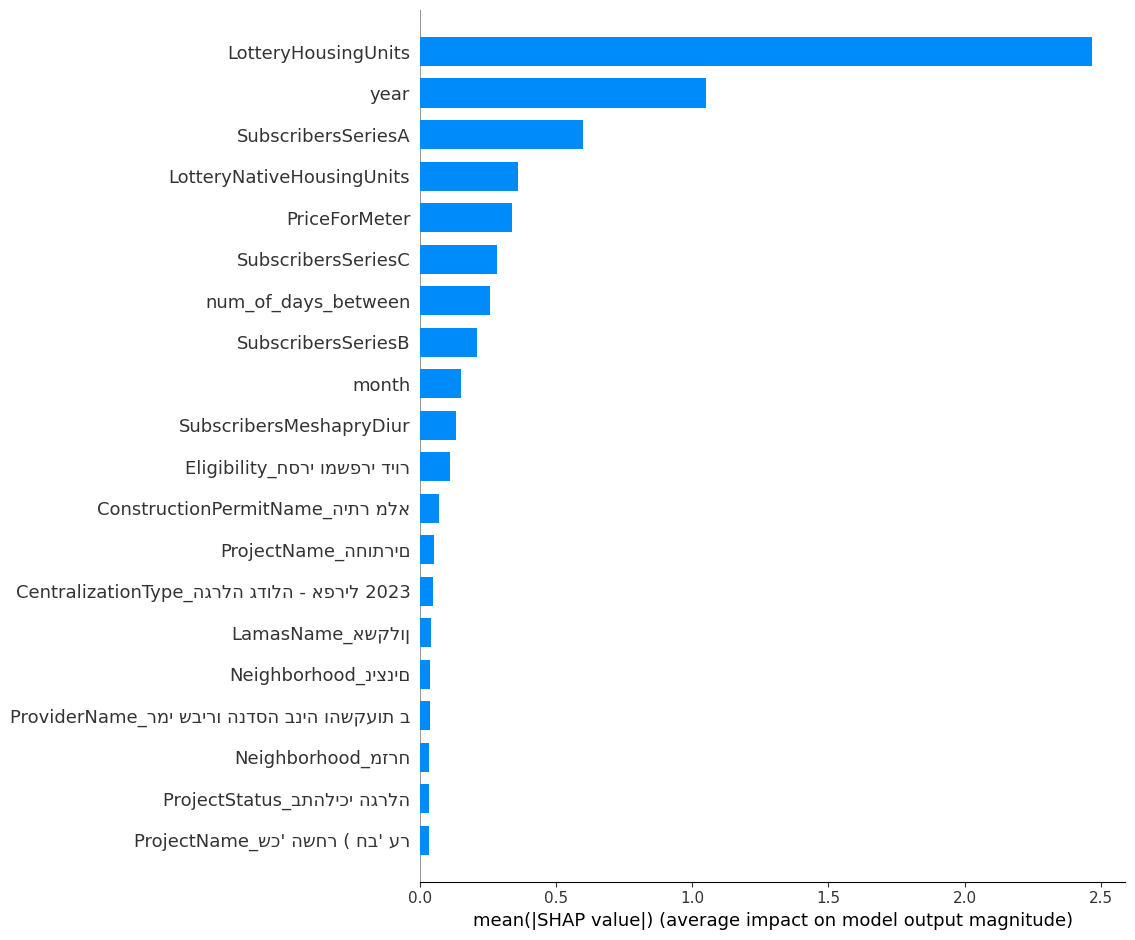 LotteryHousingUnits
year
SubscribersSeriesA
LotteryNativeHousingUnits
PriceForMeter
SubscribersSeriesC
num_of_days_between
SubscribersSeriesB
month
SubscribersMeshapryDiur
Eligibility_חסרי ומשפרי דיור
ConstructionPermitName_היתר מלא
ProjectName_החותרים
CentralizationType_הגרלה גדולה - אפריל 2023
LamasName_אשקלון
Neighborhood_ניצנים
ProviderName_רמי שבירו הנדסה בניה והשקעות ב
Neighborhood_מזרח
ProjectStatus_בתהליכי הגרלה
ProjectName_שכ' השחר ( חב' ער
0.0 0.5 1.0 1.5 2.0 2.5
mean(|SHAP value|) (average impact on model output magnitude)